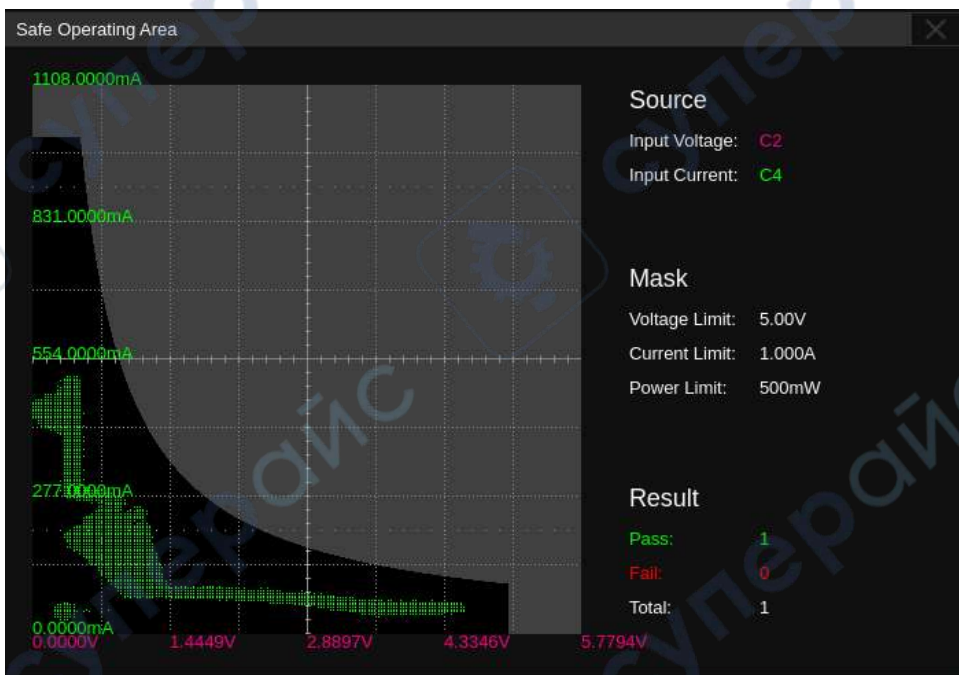 Safe Operating Area
1108.0000mA
831.0000mA
554.0000mA
277.0000mA
0.0000mA
0.0000V 1.4449V 2.8897V 4.3346V 5.7794V
Source
Input Voltage: C2
Input Current: C4
Mask
Voltage Limit: 5.00V
Current Limit: 1.000A
Power Limit: 500mW
Result
Pass: 1
Fail: 0
Total: 1